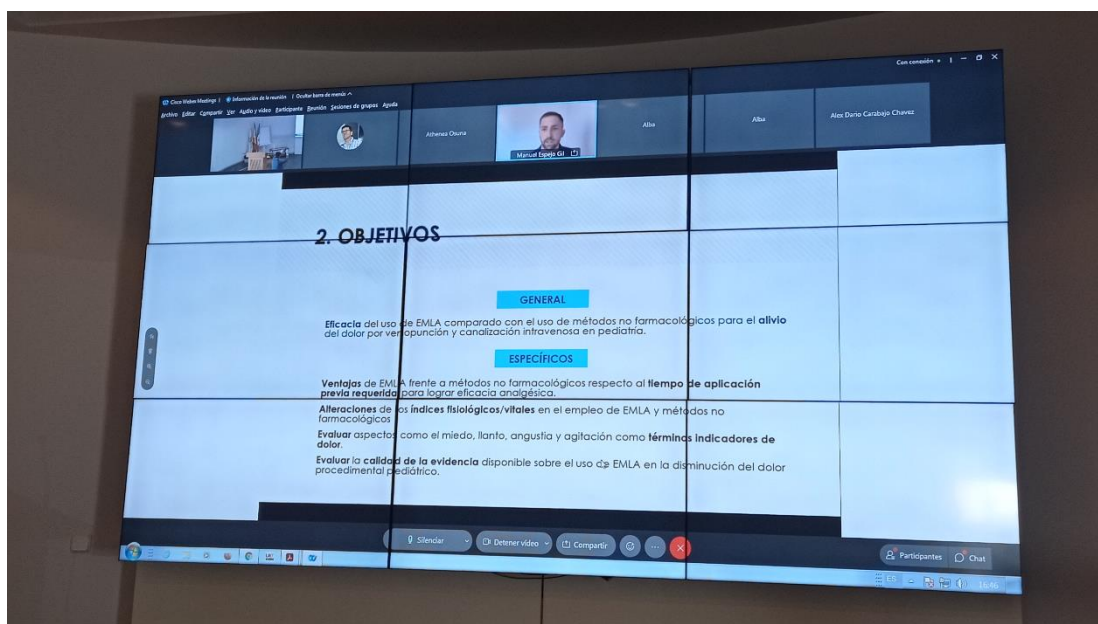 Con conexión
Cisco Webex Meetings | Información de la reunión | Ocultar barra de menús
Archivo Editar Compartir Ver Audio y vídeo Participante Reunión Sesiones de grupos Ayuda
Athenea Osuna
Manuel Espejo Gil
Alba
Alba
Alex Dario Carabajo Chavez
2. OBJETIVOS
GENERAL
Eficacia del uso de EMLA comparado con el uso de métodos no farmacológicos para el alivio
del dolor por venopunción y canalización intravenosa en pediatría.
ESPECÍFICOS
Ventajas de EMLA frente a métodos no farmacológicos respecto al tiempo de aplicación
previa requerida para lograr eficacia analgésica.
Alteraciones de los índices fisiológicos/vitales en el empleo de EMLA y métodos no
farmacológicos
Evaluar aspectos como el miedo, llanto, angustia y agitación como términos indicadores de
dolor.
Evaluar la calidad de la evidencia disponible sobre el uso de EMLA en la disminución del dolor
procedimental pediátrico.
Silenciar
Detener vídeo
Compartir
Participantes
Chat
ES
16:46